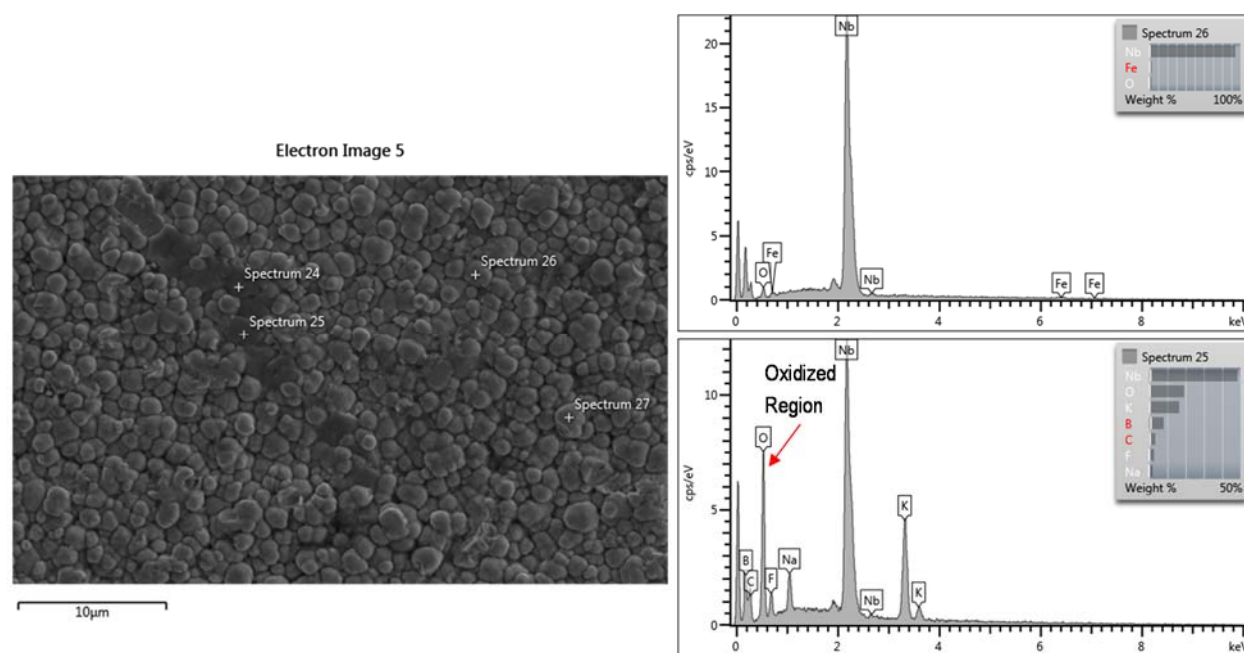 Electron Image 5
Spectrum 24
Spectrum 25
Spectrum 26
Spectrum 27
10μm
Nb
O
Fe
Nb
Fe
Fe
20
15
10
5
0
cps/eV
0
2
4
6
8
keV
Spectrum 26
Nb
Fe
O
Weight %
100%
Oxidized
Region
Nb
O
B
C
F
Na
Nb
K
K
10
5
0
cps/eV
0
2
4
6
8
keV
Spectrum 25
Nb
O
K
B
C
F
Na
Weight %
50%